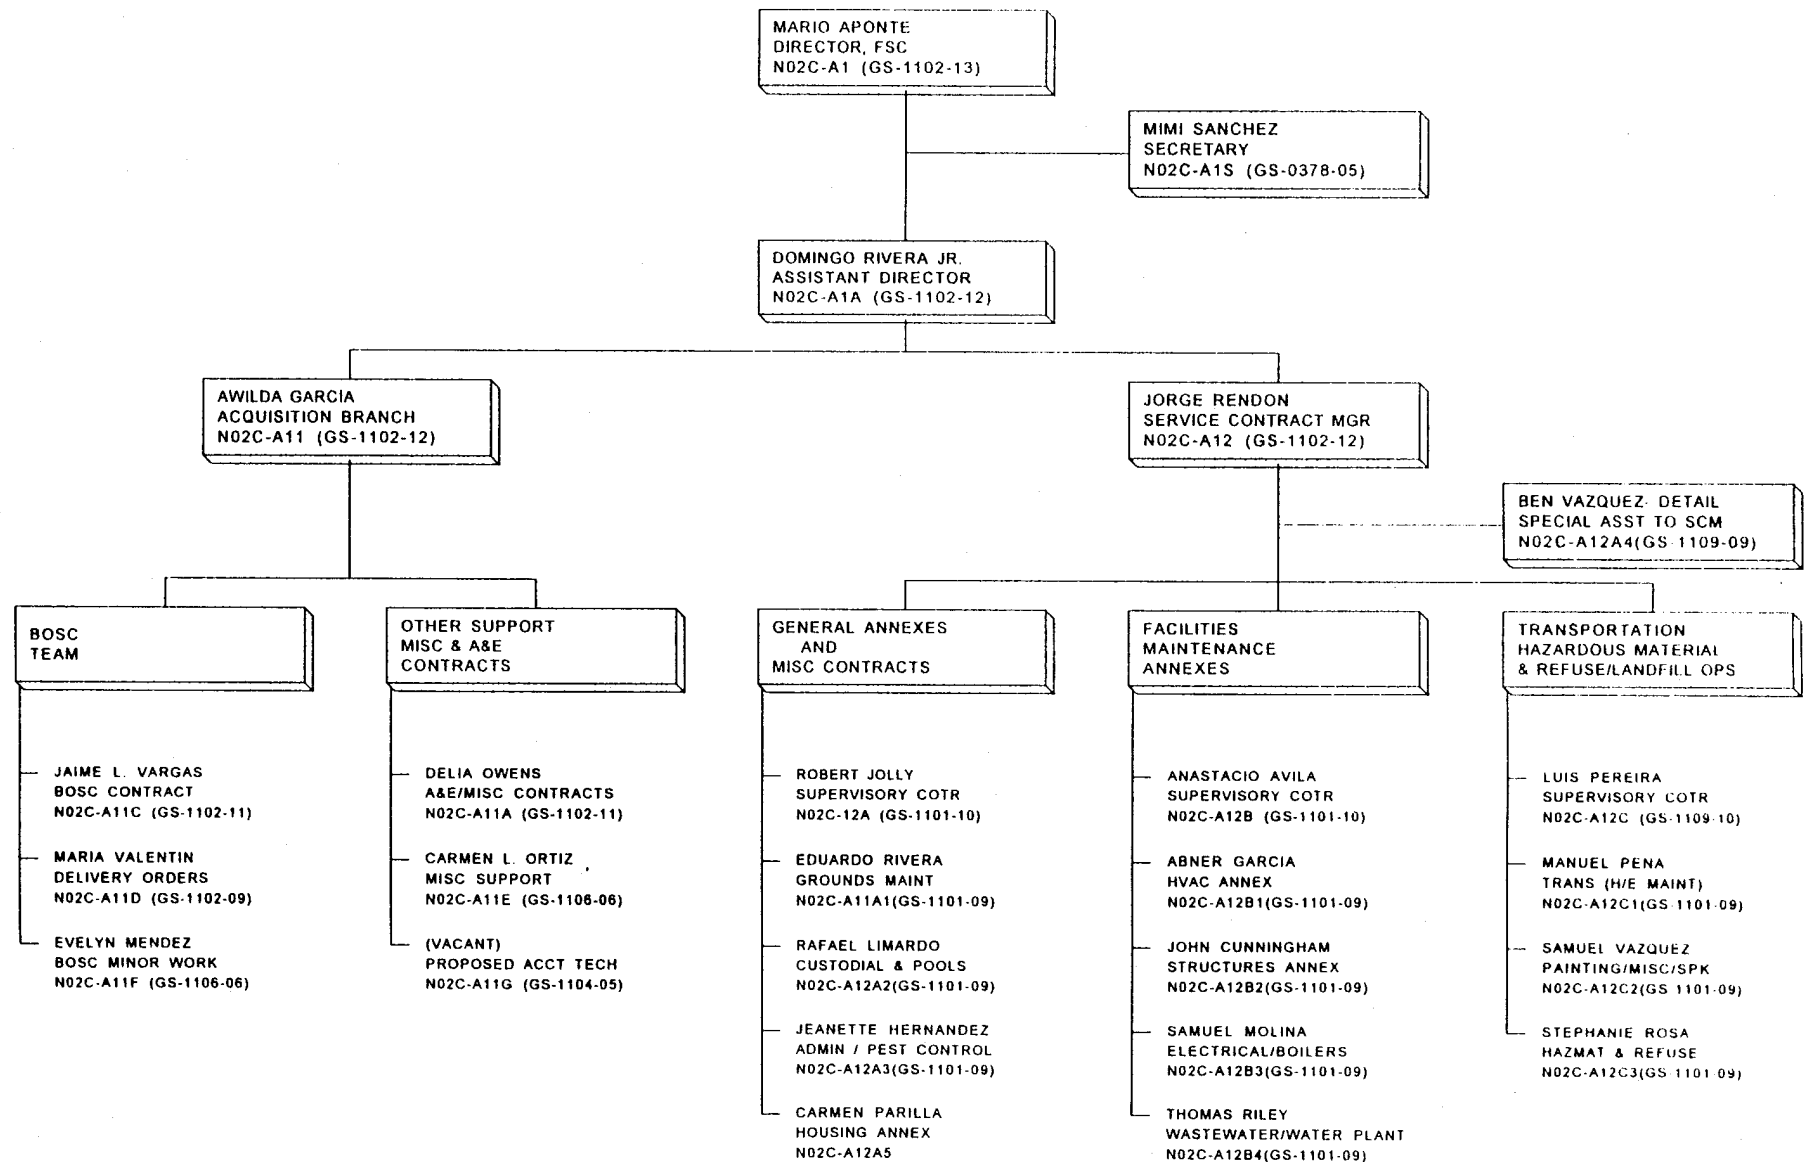 MARIO APONTE
DIRECTOR, FSC
N02C-A1 (GS-1102-13)
MIMI SANCHEZ
SECRETARY
N02C-A1S (GS-0378-05)
DOMINGO RIVERA JR.
ASSISTANT DIRECTOR
N02C-A1A (GS-1102-12)
AWILDA GARCIA
ACQUISITION BRANCH
N02C-A11 (GS-1102-12)
JORGE RENDON
SERVICE CONTRACT MGR
N02C-A12 (GS-1102-12)
BEN VAZQUEZ- DETAIL
SPECIAL ASST TO SCM
N02C-A12A4(GS-1109-09)
BOSC
TEAM
JAIME L. VARGAS
BOSC CONTRACT
N02C-A11C (GS-1102-11)
MARIA VALENTIN
DELIVERY ORDERS
N02C-A11D (GS-1102-09)
EVELYN MENDEZ
BOSC MINOR WORK
N02C-A11F (GS-1106-06)
OTHER SUPPORT
MISC & A&E
CONTRACTS
DELIA OWENS
A&E/MISC CONTRACTS
N02C-A11A (GS-1102-11)
CARMEN L. ORTIZ
MISC SUPPORT
N02C-A11E (GS-1106-06)
(VACANT)
PROPOSED ACCT TECH
N02C-A11G (GS-1104-05)
GENERAL ANNEXES
AND
MISC CONTRACTS
ROBERT JOLLY
SUPERVISORY COTR
N02C-12A (GS-1101-10)
EDUARDO RIVERA
GROUNDS MAINT
N02C-A11A1(GS-1101-09)
RAFAEL LIMARDO
CUSTODIAL & POOLS
N02C-A12A2(GS-1101-09)
JEANETTE HERNANDEZ
ADMIN / PEST CONTROL
N02C-A12A3(GS-1101-09)
CARMEN PARILLA
HOUSING ANNEX
N02C-A12A5
FACILITIES
MAINTENANCE
ANNEXES
ANASTACIO AVILA
SUPERVISORY COTR
N02C-A12B (GS-1101-10)
ABNER GARCIA
HVAC ANNEX
N02C-A12B1(GS-1101-09)
JOHN CUNNINGHAM
STRUCTURES ANNEX
N02C-A12B2(GS-1101-09)
SAMUEL MOLINA
ELECTRICAL/BOILERS
N02C-A12B3(GS-1101-09)
THOMAS RILEY
WASTEWATER/WATER PLANT
N02C-A12B4(GS-1101-09)
TRANSPORTATION
HAZARDOUS MATERIAL
& REFUSE/LANDFILL OPS
LUIS PEREIRA
SUPERVISORY COTR
N02C-A12C (GS-1109-10)
MANUEL PENA
TRANS (H/E MAINT)
N02C-A12C1(GS-1101-09)
SAMUEL VAZQUEZ
PAINTING/MISC/SPK
N02C-A12C2(GS-1101-09)
STEPHANIE ROSA
HAZMAT & REFUSE
N02C-A12C3(GS-1101-09)